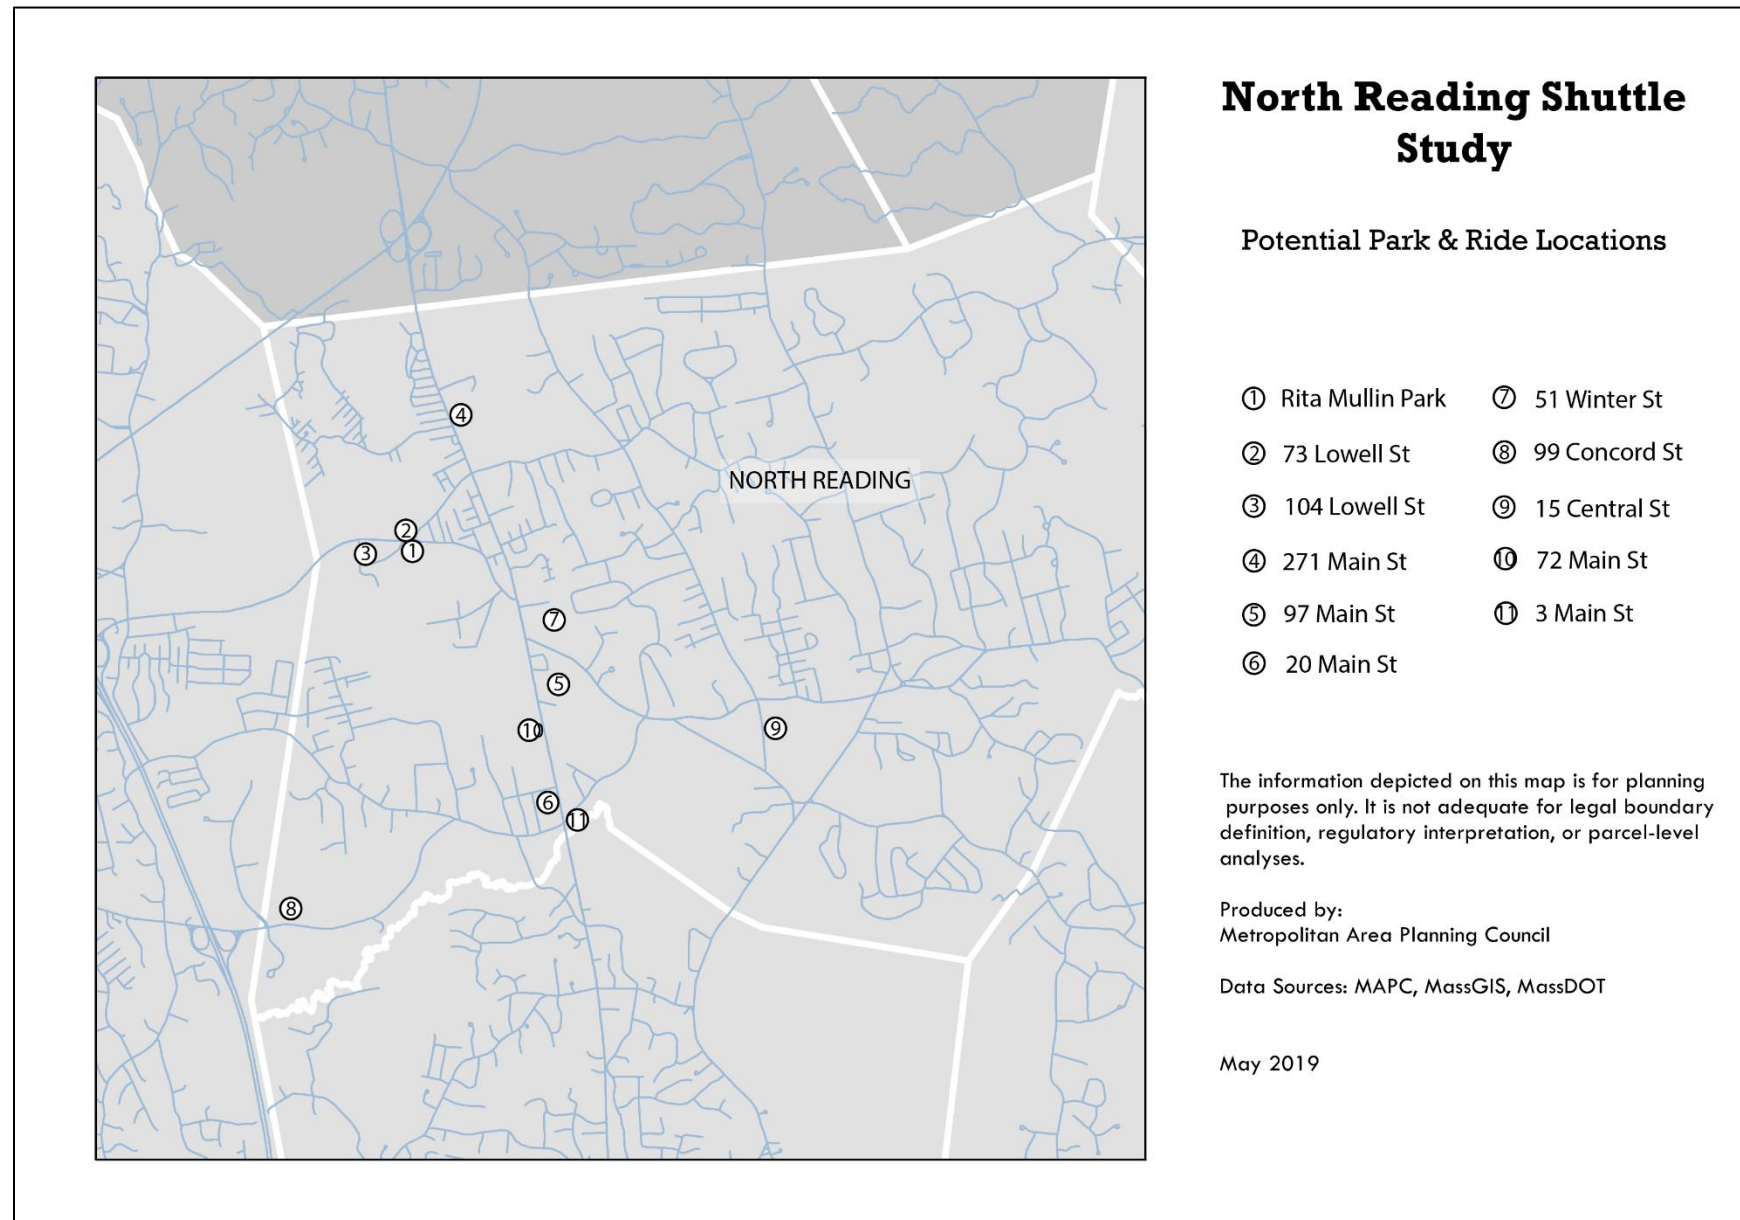 North Reading Shuttle
Study
Potential Park & Ride Locations
① Rita Mullin Park
② 73 Lowell St
③ 104 Lowell St
④ 271 Main St
⑤ 97 Main St
⑥ 20 Main St
⑦ 51 Winter St
⑧ 99 Concord St
⑨ 15 Central St
⑩ 72 Main St
⑪ 3 Main St
The information depicted on this map is for planning
purposes only. It is not adequate for legal boundary
definition, regulatory interpretation, or parcel-level
analyses.
Produced by:
Metropolitan Area Planning Council
Data Sources: MAPC, MassGIS, MassDOT
May 2019
④
NORTH READING
②
①
③
⑦
⑤
⑩
⑨
⑥
⑪
⑧